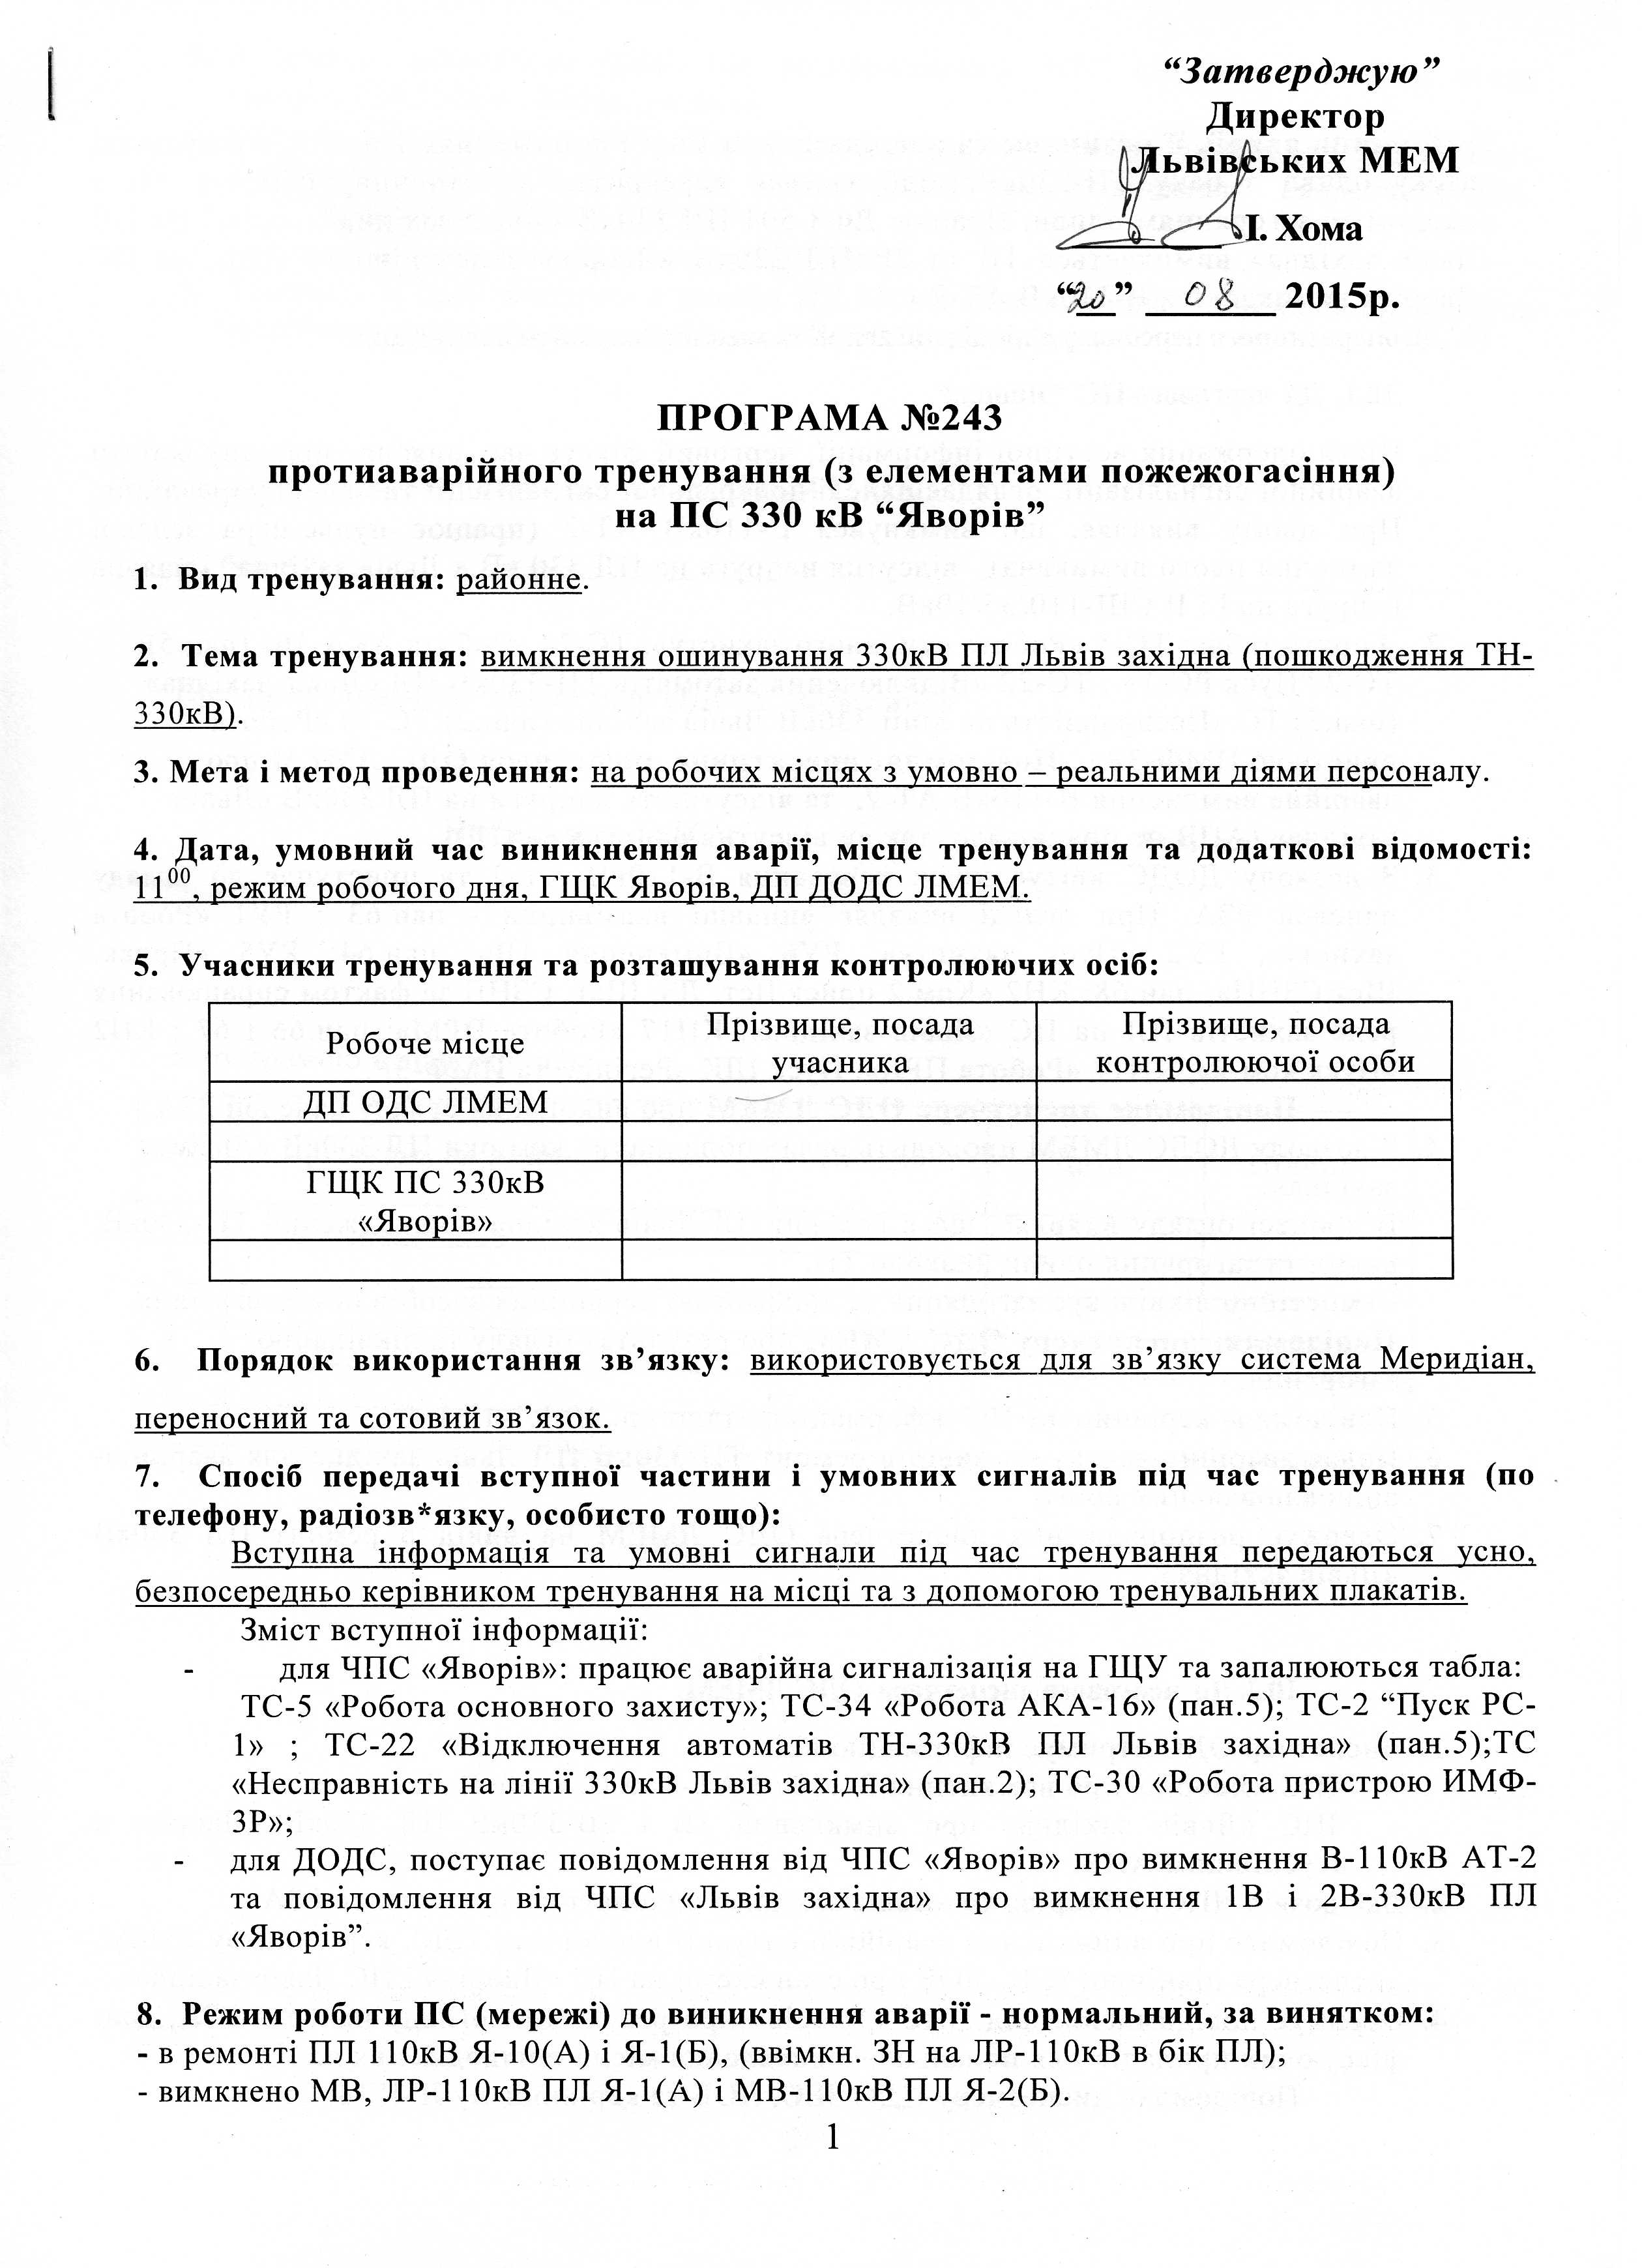 “Затверджую”
Директор
Львівських МЕМ
І. Хома
“20” 08 2015р.
ПРОГРАМА №243
протиаварійного тренування (з елементами пожежогасіння)
на ПС 330 кВ “Яворів”
1. Вид тренування: районне.
2. Тема тренування: вимкнення ошинування 330кВ ПЛ Львів західна (пошкодження ТН-
330кВ).
3. Мета і метод проведення: на робочих місцях з умовно – реальними діями персоналу.
4. Дата, умовний час виникнення аварії, місце тренування та додаткові відомості:
11⁰⁰, режим робочого дня, ГЩК Яворів, ДП ДОДС ЛМЕМ.
5. Учасники тренування та розташування контролюючих осіб:
Робоче місце
Прізвище, посада
учасника
Прізвище, посада
контролюючої особи
ДП ОДС ЛМЕМ
ГЩК ПС 330кВ
«Яворів»
6. Порядок використання зв’язку: використовується для зв’язку система Меридіан,
переносний та сотовий зв’язок.
7. Спосіб передачі вступної частини і умовних сигналів під час тренування (по
телефону, радіозв*язку, особисто тощо):
Вступна інформація та умовні сигнали під час тренування передаються усно,
безпосередньо керівником тренування на місці та з допомогою тренувальних плакатів.
Зміст вступної інформації:
- для ЧПС «Яворів»: працює аварійна сигналізація на ГЩУ та запалюються табла:
ТС-5 «Робота основного захисту»; ТС-34 «Робота АКА-16» (пан.5); ТС-2 “Пуск РС-
1» ; ТС-22 «Відключення автоматів ТН-330кВ ПЛ Львів західна» (пан.5);ТС
«Несправність на лінії 330кВ Львів західна» (пан.2); ТС-30 «Робота пристрою ИМФ-
3Р»;
- для ДОДС, поступає повідомлення від ЧПС «Яворів» про вимкнення В-110кВ АТ-2
та повідомлення від ЧПС «Львів західна» про вимкнення 1В і 2В-330кВ ПЛ
«Яворів”.
8. Режим роботи ПС (мережі) до виникнення аварії - нормальний, за винятком:
- в ремонті ПЛ 110кВ Я-10(А) і Я-1(Б), (ввімкн. ЗН на ЛР-110кВ в бік ПЛ);
- вимкнено МВ, ЛР-110кВ ПЛ Я-1(А) і МВ-110кВ ПЛ Я-2(Б).
1